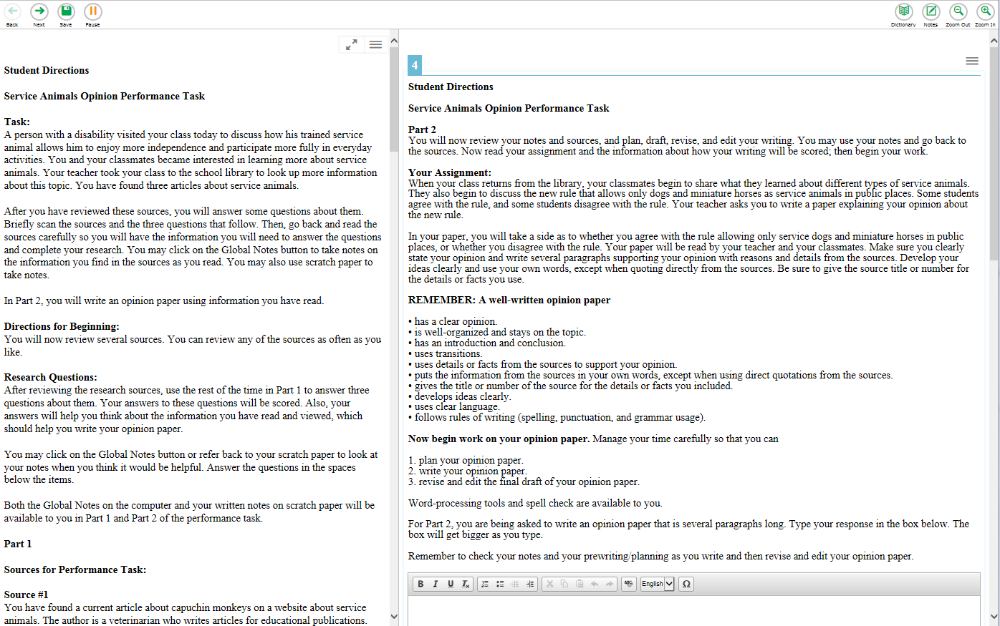 Back
Next
Save
Pause
Dictionary
Notes
Zoom Out
Zoom In
Student Directions
Service Animals Opinion Performance Task
Task:
A person with a disability visited your class today to discuss how his trained service
animal allows him to enjoy more independence and participate more fully in everyday
activities. You and your classmates became interested in learning more about service
animals. Your teacher took your class to the school library to look up more information
about this topic. You have found three articles about service animals.
After you have reviewed these sources, you will answer some questions about them.
Briefly scan the sources and the three questions that follow. Then, go back and read the
sources carefully so you will have the information you will need to answer the questions
and complete your research. You may click on the Global Notes button to take notes on
the information you find in the sources as you read. You may also use scratch paper to
take notes.
In Part 2, you will write an opinion paper using information you have read.
Directions for Beginning:
You will now review several sources. You can review any of the sources as often as you
like.
Research Questions:
After reviewing the research sources, use the rest of the time in Part 1 to answer three
questions about them. Your answers to these questions will be scored. Also, your
answers will help you think about the information you have read and viewed, which
should help you write your opinion paper.
You may click on the Global Notes button or refer back to your scratch paper to look at
your notes when you think it would be helpful. Answer the questions in the spaces
below the items.
Both the Global Notes on the computer and your written notes on scratch paper will be
available to you in Part 1 and Part 2 of the performance task.
Part 1
Sources for Performance Task:
Source #1
You have found a current article about capuchin monkeys on a website about service
animals. The author is a veterinarian who writes articles for educational publications.
4
Student Directions
Service Animals Opinion Performance Task
Part 2
You will now review your notes and sources, and plan, draft, revise, and edit your writing. You may use your notes and go back to
the sources. Now read your assignment and the information about how your writing will be scored; then begin your work.
Your Assignment:
When your class returns from the library, your classmates begin to share what they learned about different types of service animals.
They also begin to discuss the new rule that allows only dogs and miniature horses as service animals in public places. Some students
agree with the rule, and some students disagree with the rule. Your teacher asks you to write a paper explaining your opinion about
the new rule.
In your paper, you will take a side as to whether you agree with the rule allowing only service dogs and miniature horses in public
places, or whether you disagree with the rule. Your paper will be read by your teacher and your classmates. Make sure you clearly
state your opinion and write several paragraphs supporting your opinion with reasons and details from the sources. Develop your
ideas clearly and use your own words, except when quoting directly from the sources. Be sure to give the source title or number for
the details or facts you use.
REMEMBER: A well-written opinion paper
• has a clear opinion.
• is well-organized and stays on the topic.
• has an introduction and conclusion.
• uses transitions.
• uses details or facts from the sources to support your opinion.
• puts the information from the sources in your own words, except when using direct quotations from the sources.
• gives the title or number of the source for the details or facts you included.
• develops ideas clearly.
• uses clear language.
• follows rules of writing (spelling, punctuation, and grammar usage).
Now begin work on your opinion paper. Manage your time carefully so that you can
1. plan your opinion paper.
2. write your opinion paper.
3. revise and edit the final draft of your opinion paper.
Word-processing tools and spell check are available to you.
For Part 2, you are being asked to write an opinion paper that is several paragraphs long. Type your response in the box below. The
box will get bigger as you type.
Remember to check your notes and your prewriting/planning as you write and then revise and edit your opinion paper.
B I U Tx English Ω